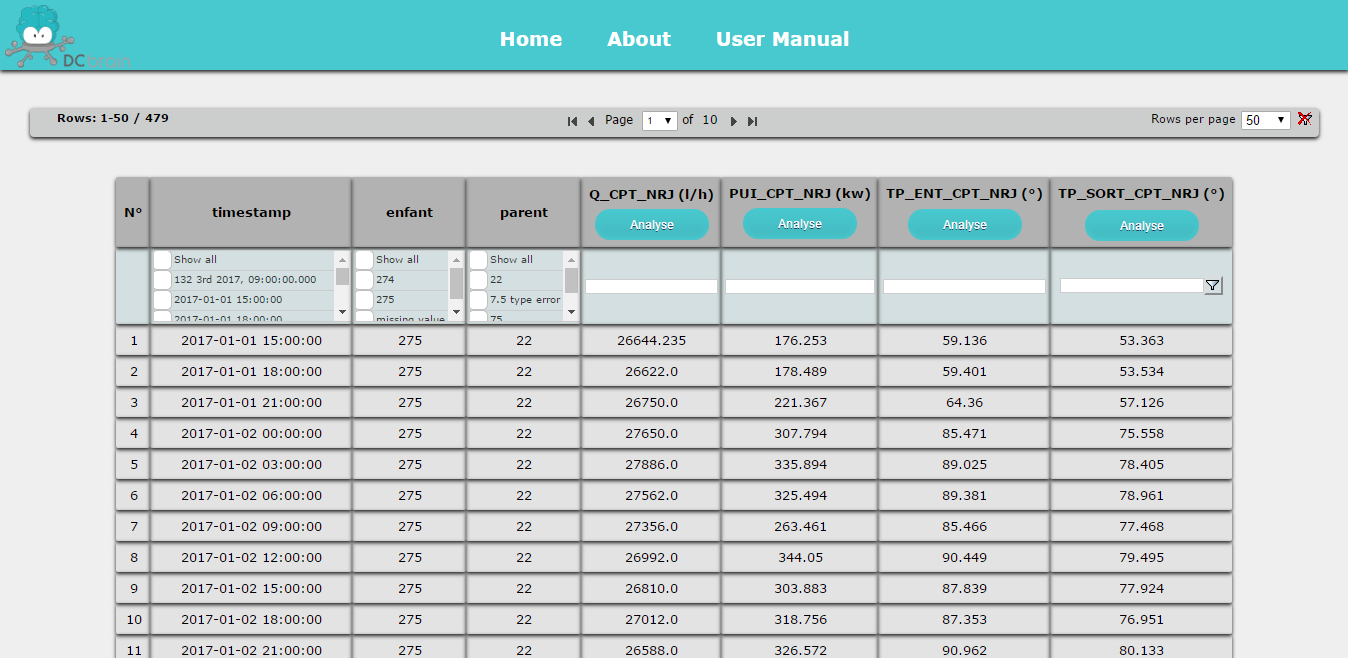 DCbrain
Home About User Manual
Rows: 1-50 / 479
Page 1 of 10
Rows per page 50
N° timestamp enfant parent Q_CPT_NRJ (l/h) PUI_CPT_NRJ (kw) TP_ENT_CPT_NRJ (°) TP_SORT_CPT_NRJ (°)
Analyse Analyse Analyse Analyse
Show all Show all Show all
132 3rd 2017, 09:00:00.000 274 22
2017-01-01 15:00:00 275 7.5 type error
2017-01-01 18:00:00 missing value 75
1 2017-01-01 15:00:00 275 22 26644.235 176.253 59.136 53.363
2 2017-01-01 18:00:00 275 22 26622.0 178.489 59.401 53.534
3 2017-01-01 21:00:00 275 22 26750.0 221.367 64.36 57.126
4 2017-01-02 00:00:00 275 22 27650.0 307.794 85.471 75.558
5 2017-01-02 03:00:00 275 22 27886.0 335.894 89.025 78.405
6 2017-01-02 06:00:00 275 22 27562.0 325.494 89.381 78.961
7 2017-01-02 09:00:00 275 22 27356.0 263.461 85.466 77.468
8 2017-01-02 12:00:00 275 22 26992.0 344.05 90.449 79.495
9 2017-01-02 15:00:00 275 22 26810.0 303.883 87.839 77.924
10 2017-01-02 18:00:00 275 22 27012.0 318.756 87.353 76.951
11 2017-01-02 21:00:00 275 22 26588.0 326.572 90.962 80.133